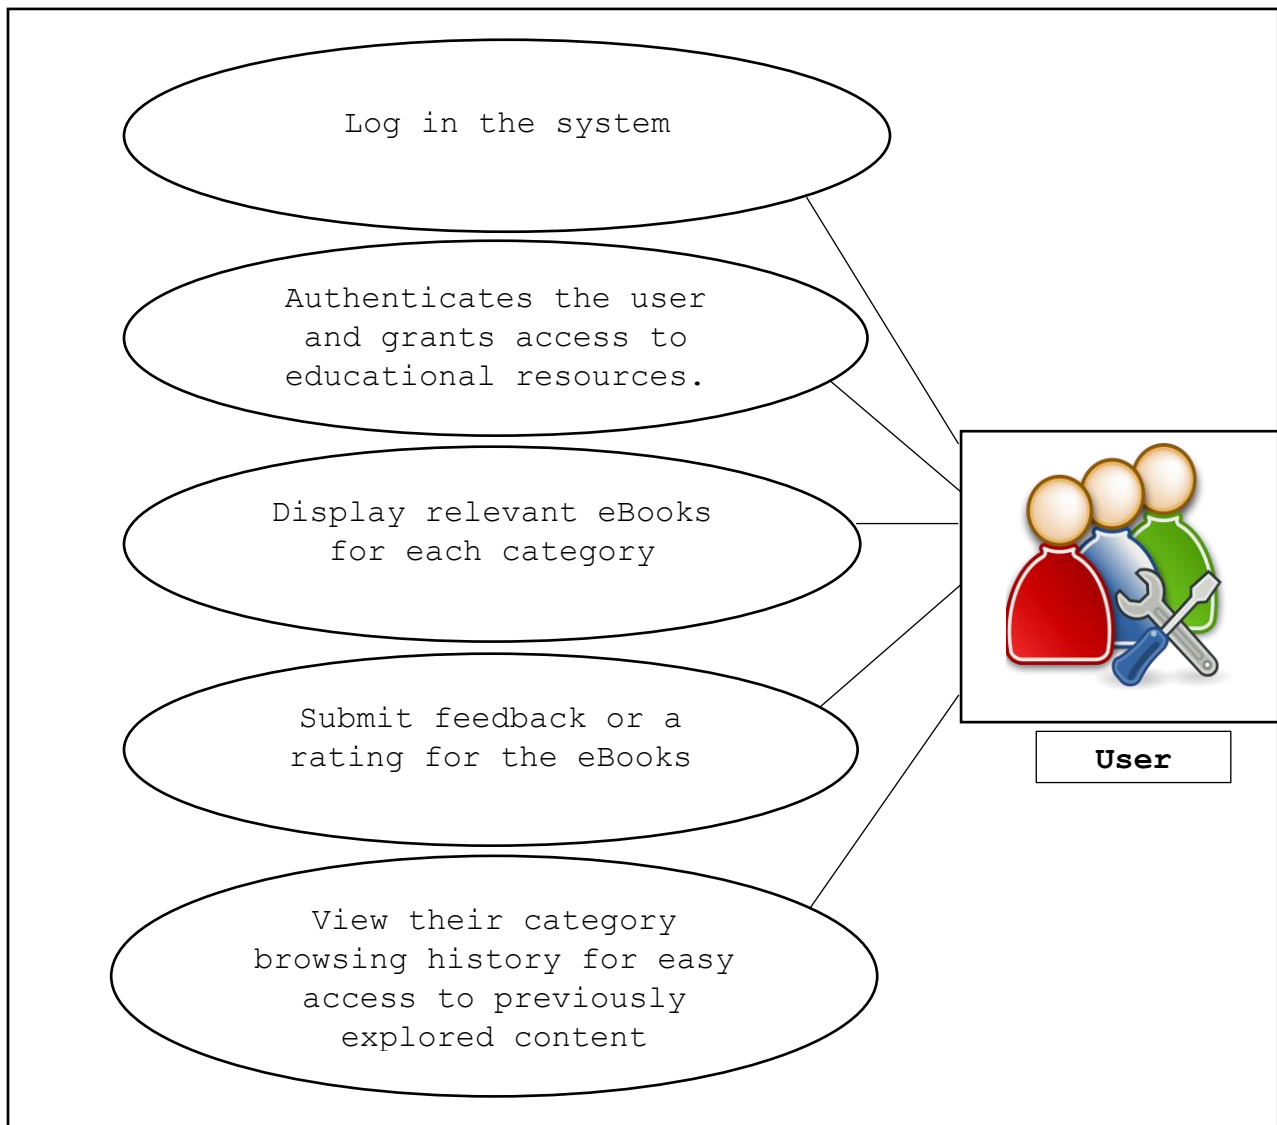 Log in the system
Authenticates the user
and grants access to
educational resources.
Display relevant eBooks
for each category
Submit feedback or a
rating for the eBooks
User
View their category
browsing history for easy
access to previously
explored content